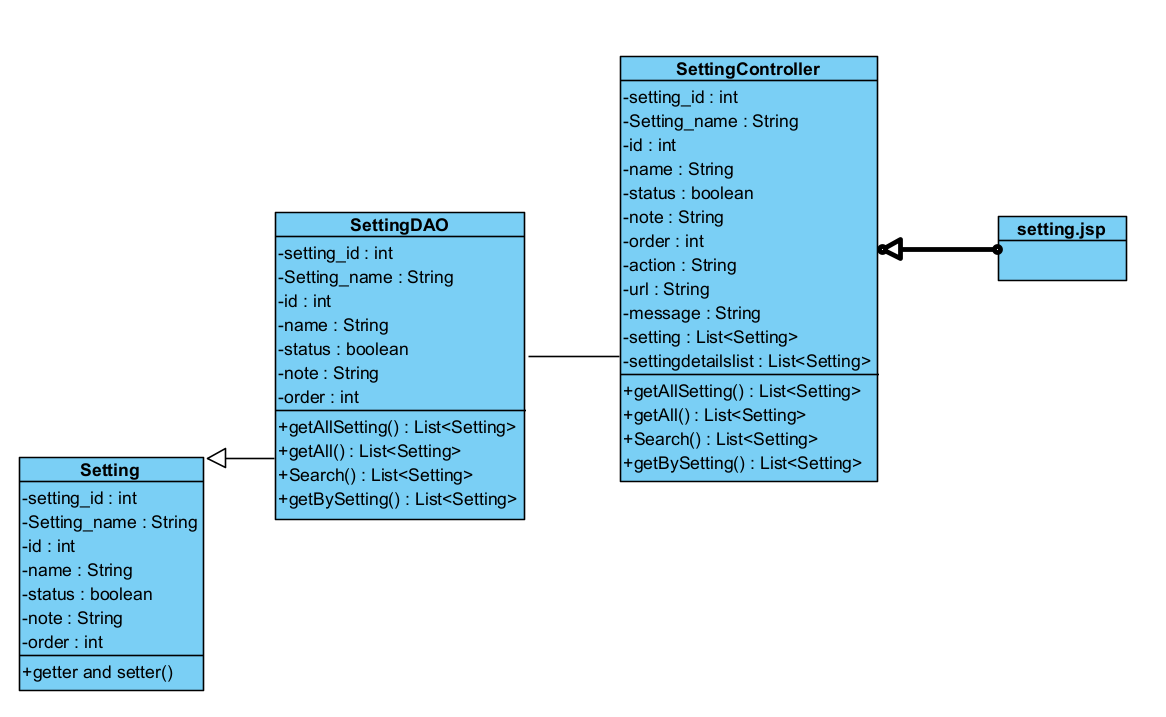 SettingController
-setting_id : int
-Setting_name : String
-id : int
-name : String
-status : boolean
-note : String
-order : int
-action : String
-url : String
-message : String
-setting : List<Setting>
-settingdetailslist : List<Setting>
+getAllSetting() : List<Setting>
+getAll() : List<Setting>
+Search() : List<Setting>
+getBySetting() : List<Setting>
setting.jsp
SettingDAO
-setting_id : int
-Setting_name : String
-id : int
-name : String
-status : boolean
-note : String
-order : int
+getAllSetting() : List<Setting>
+getAll() : List<Setting>
+Search() : List<Setting>
+getBySetting() : List<Setting>
Setting
-setting_id : int
-Setting_name : String
-id : int
-name : String
-status : boolean
-note : String
-order : int
+getter and setter()